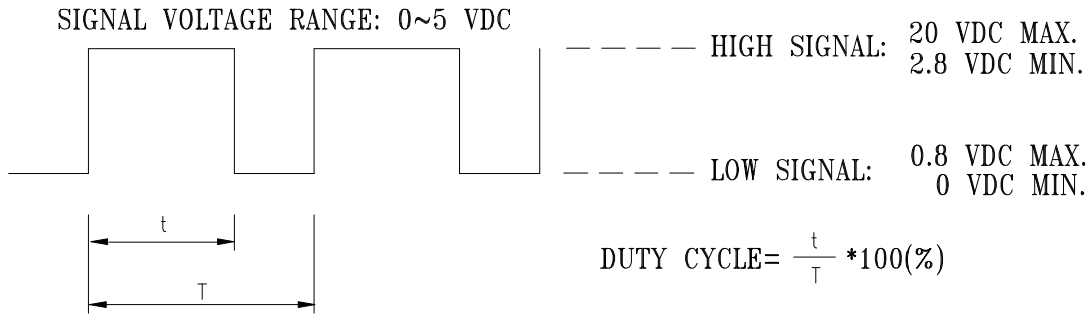 SIGNAL VOLTAGE RANGE: 0~5 VDC
HIGH SIGNAL: 20 VDC MAX.
2.8 VDC MIN.
LOW SIGNAL: 0.8 VDC MAX.
0 VDC MIN.
t
T
DUTY CYCLE= t/T *100(%)